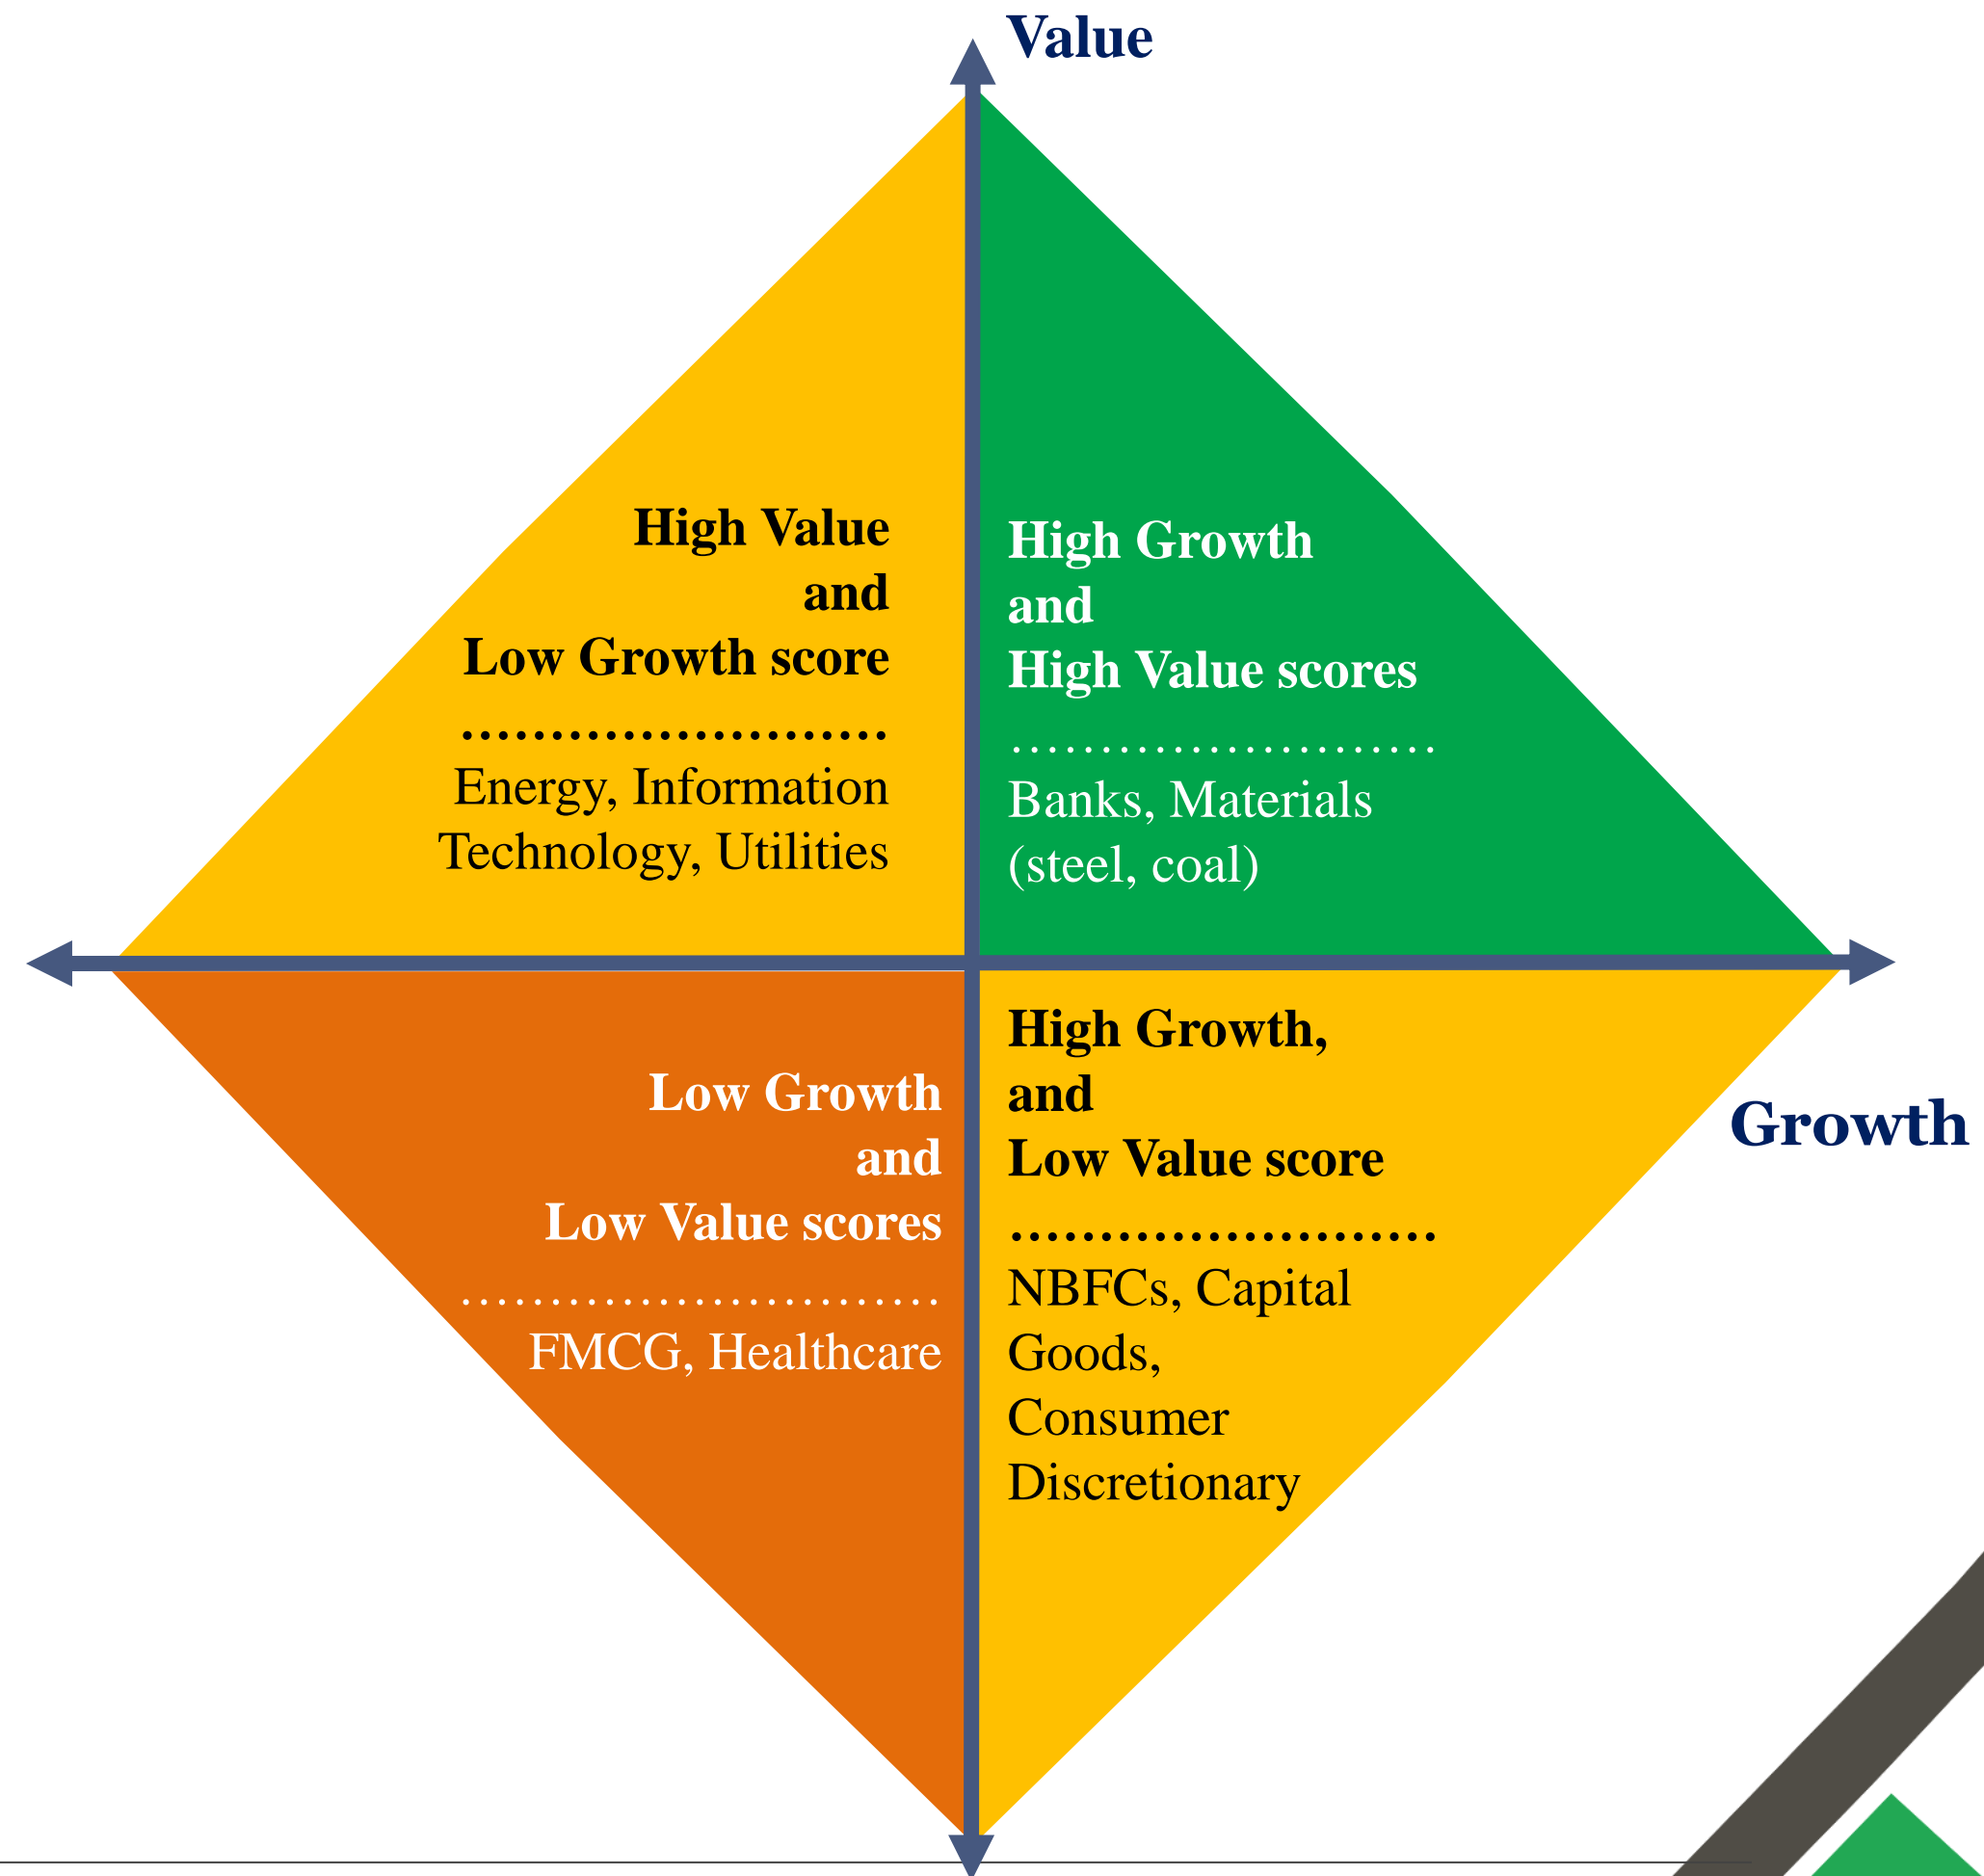 Value
High Value
and
Low Growth score
........................
Energy, Information
Technology, Utilities
High Growth
and
High Value scores
........................
Banks, Materials
(steel, coal)
Low Growth
and
Low Value scores
...........................
FMCG, Healthcare
High Growth,
and
Low Value score
........................
NBFCs, Capital
Goods,
Consumer
Discretionary
Growth